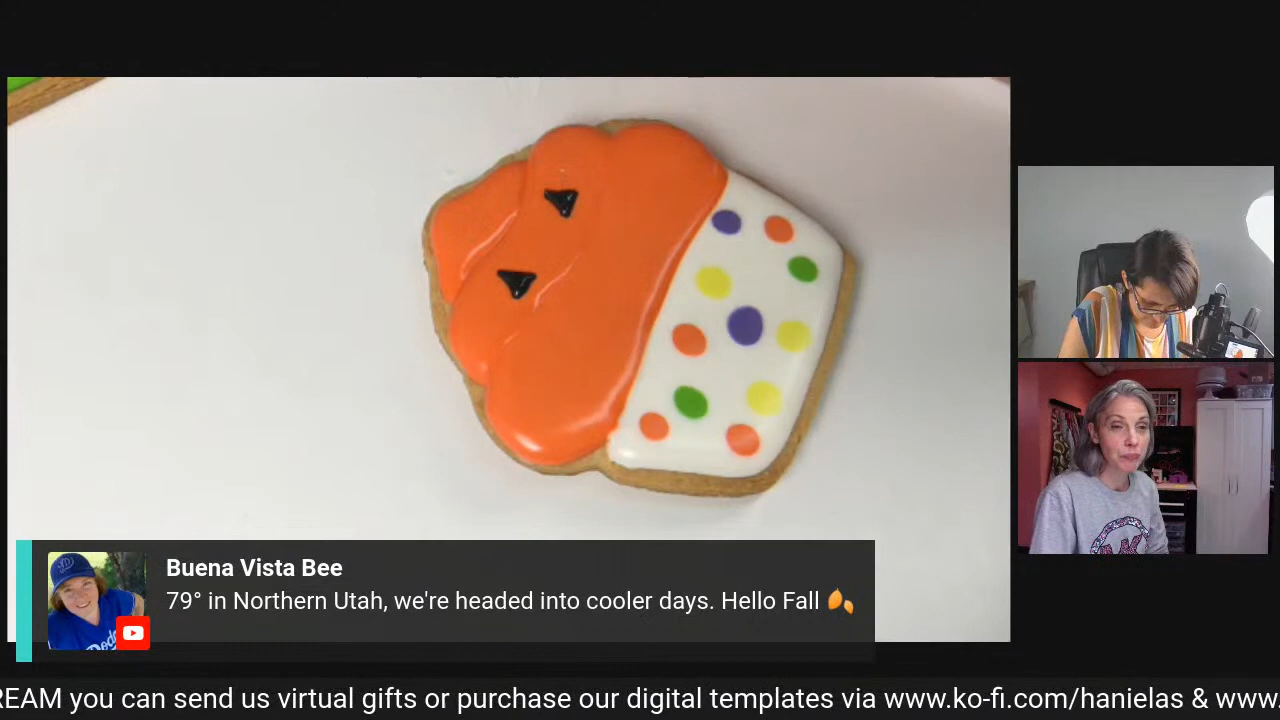 Buena Vista Bee
79° in Northern Utah, we're headed into cooler days. Hello Fall 🍂
REAM you can send us virtual gifts or purchase our digital templates via www.ko-fi.com/hanielas & www.